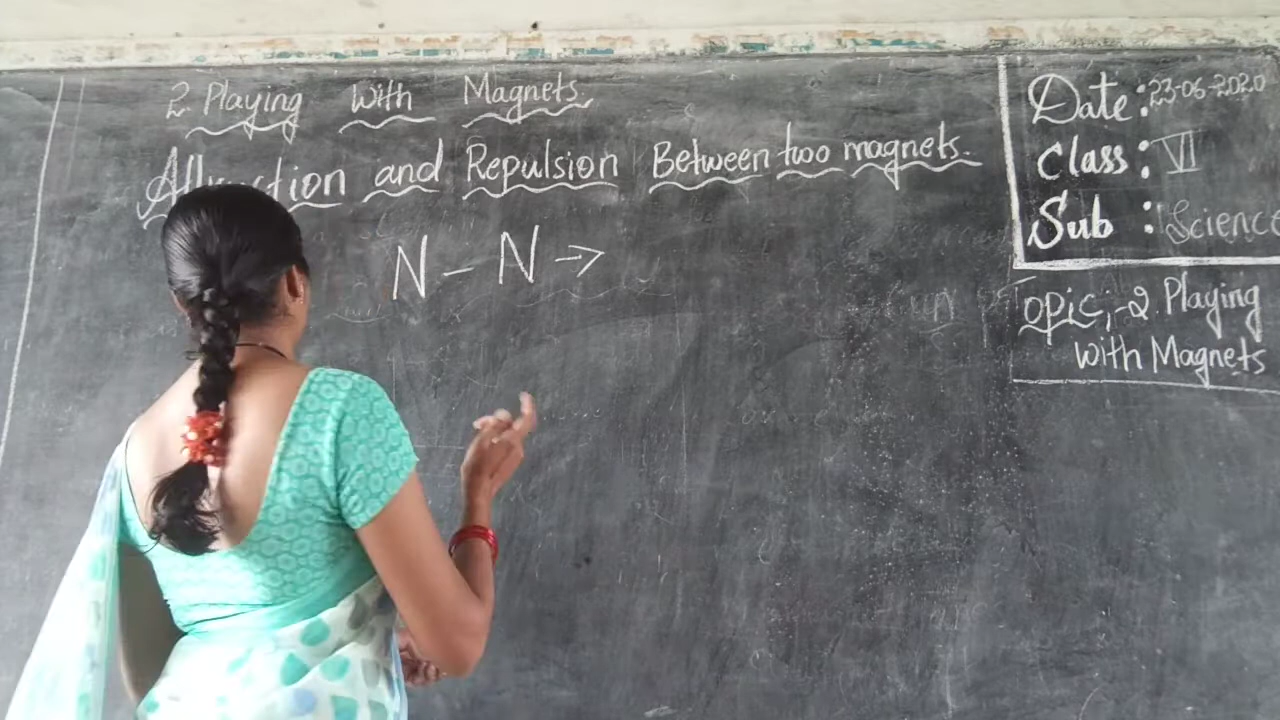 2. Playing With Magnets.
Attraction and Repulsion Between two magnets.
N - N →
Date : 23-06-2020
Class : VI
Sub : Science
Topic;-2. Playing
with Magnets